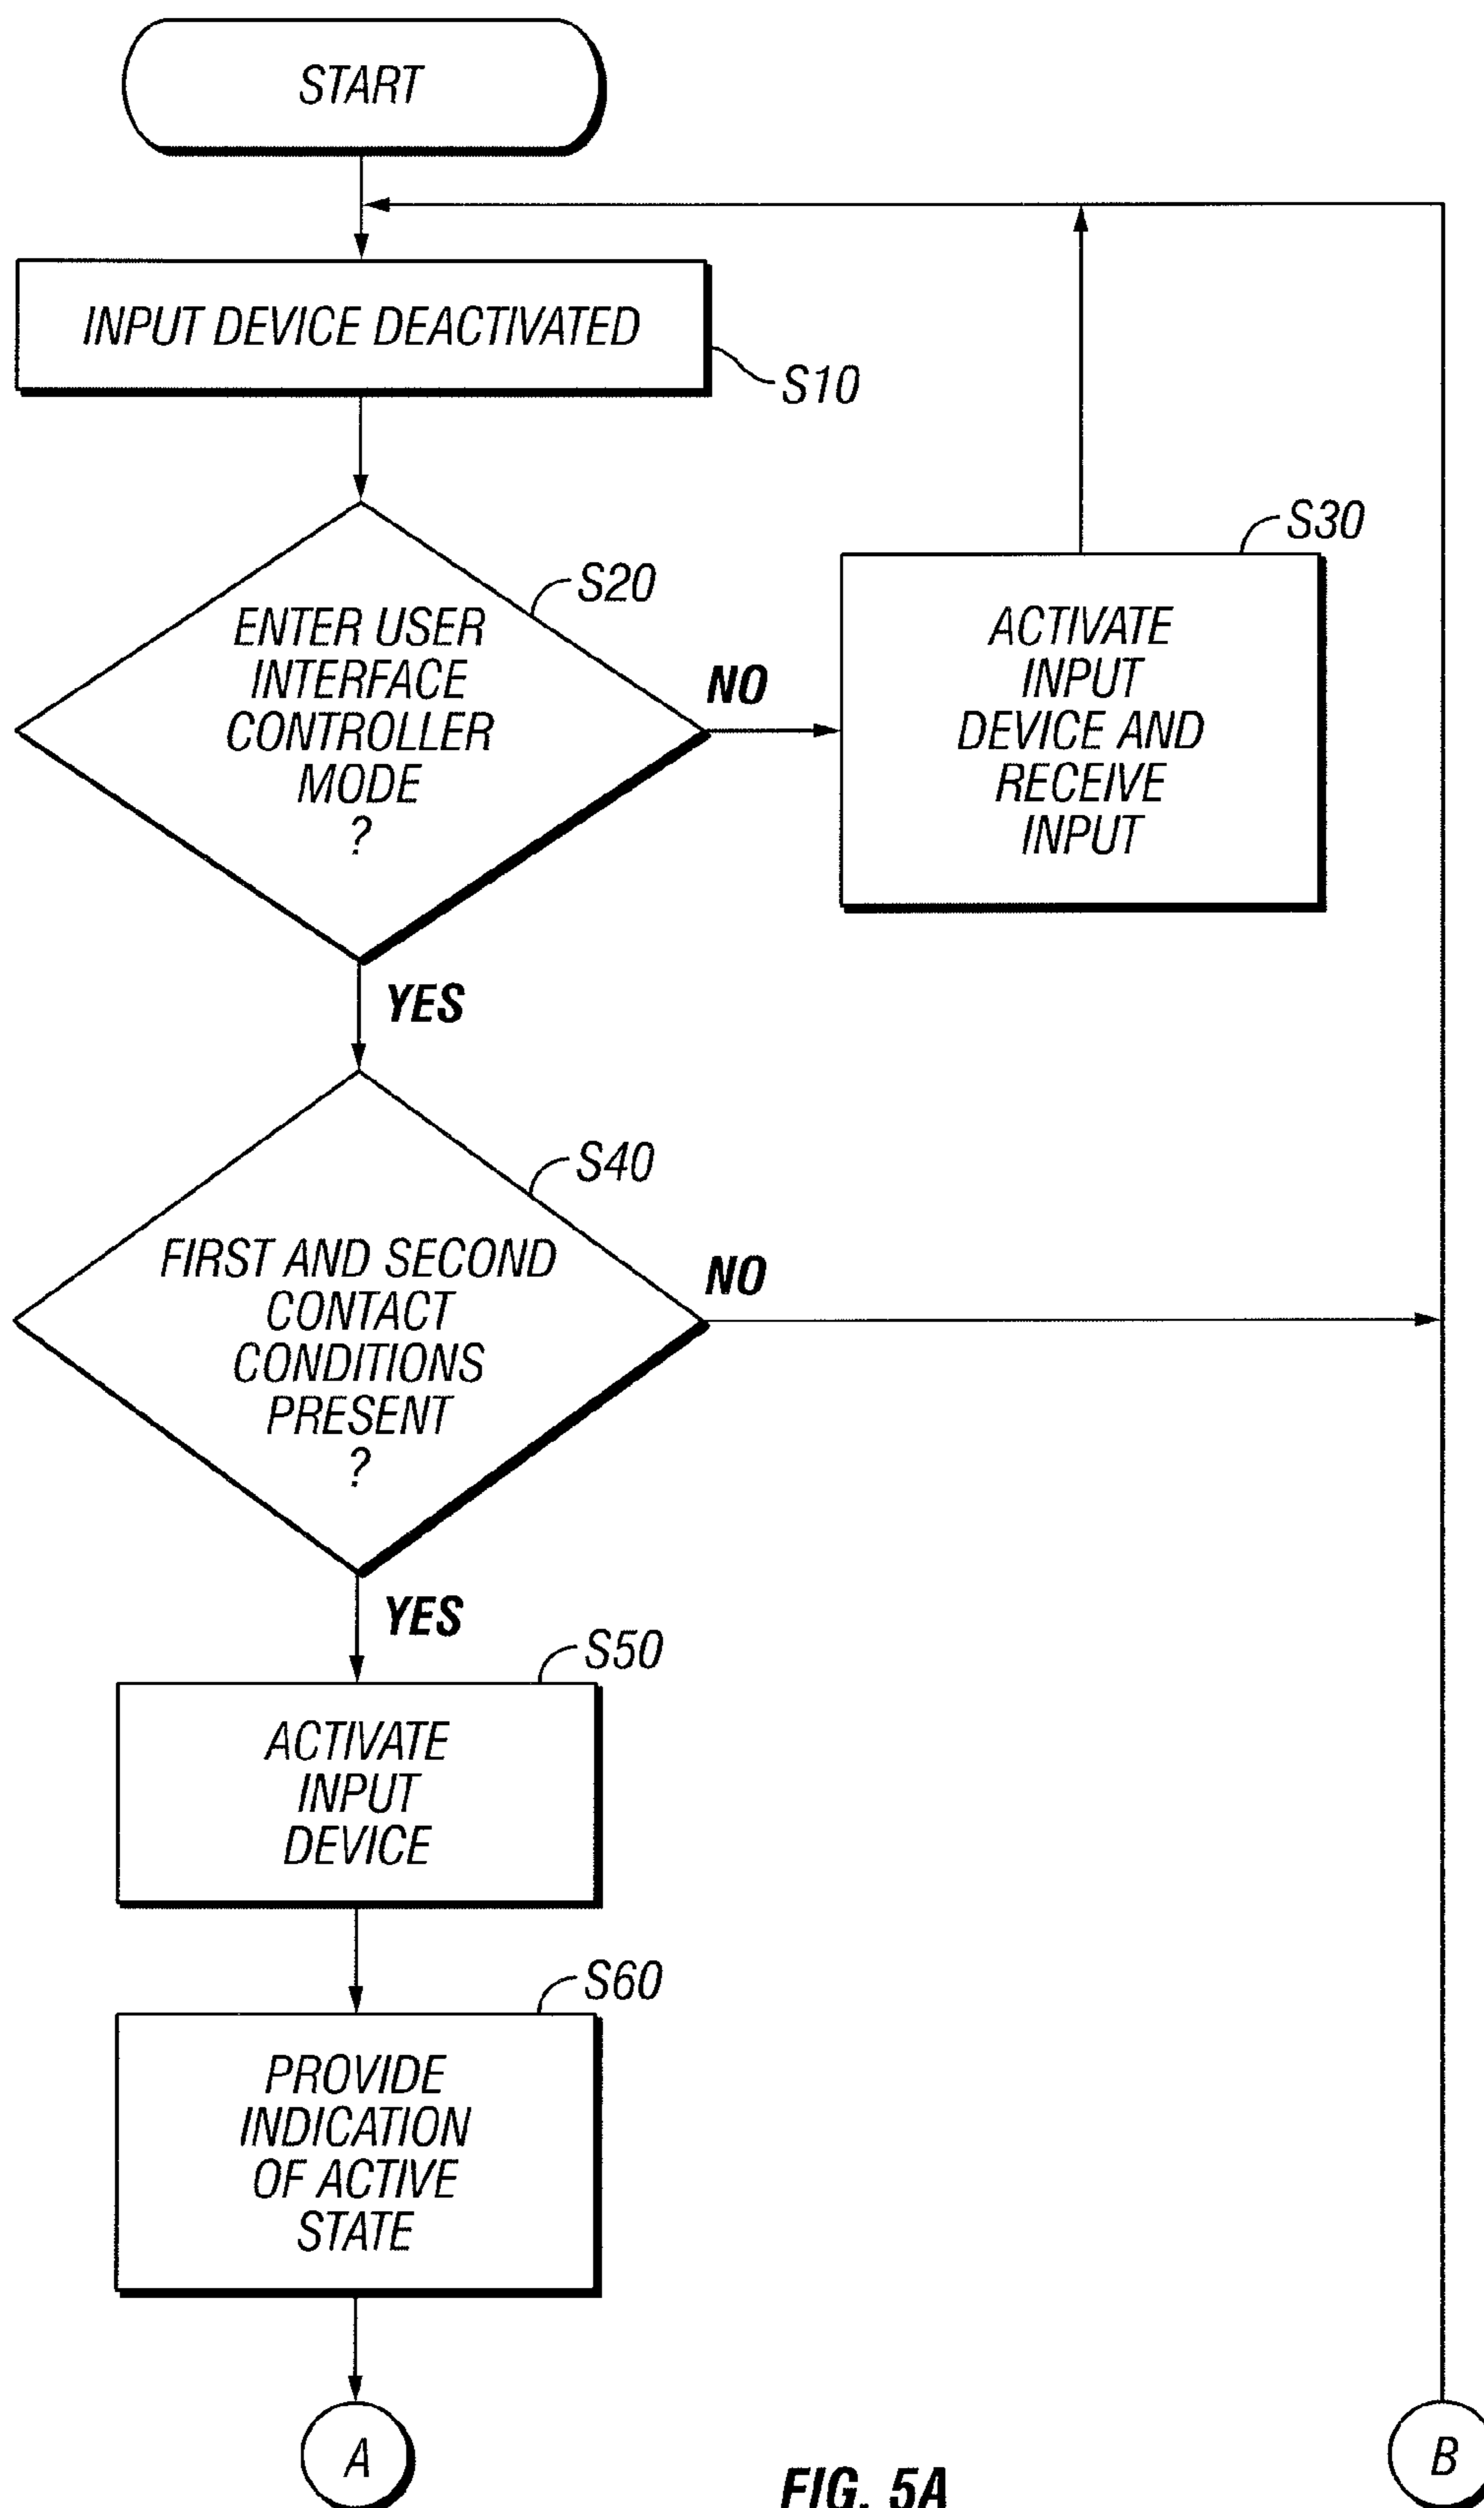 START
INPUT DEVICE DEACTIVATED
S10
S20
ENTER USER
INTERFACE
CONTROLLER
MODE
?
NO
S30
ACTIVATE
INPUT
DEVICE AND
RECEIVE
INPUT
YES
S40
FIRST AND SECOND
CONTACT
CONDITIONS
PRESENT
?
NO
YES
S50
ACTIVATE
INPUT
DEVICE
S60
PROVIDE
INDICATION
OF ACTIVE
STATE
A
B
FIG. 5A